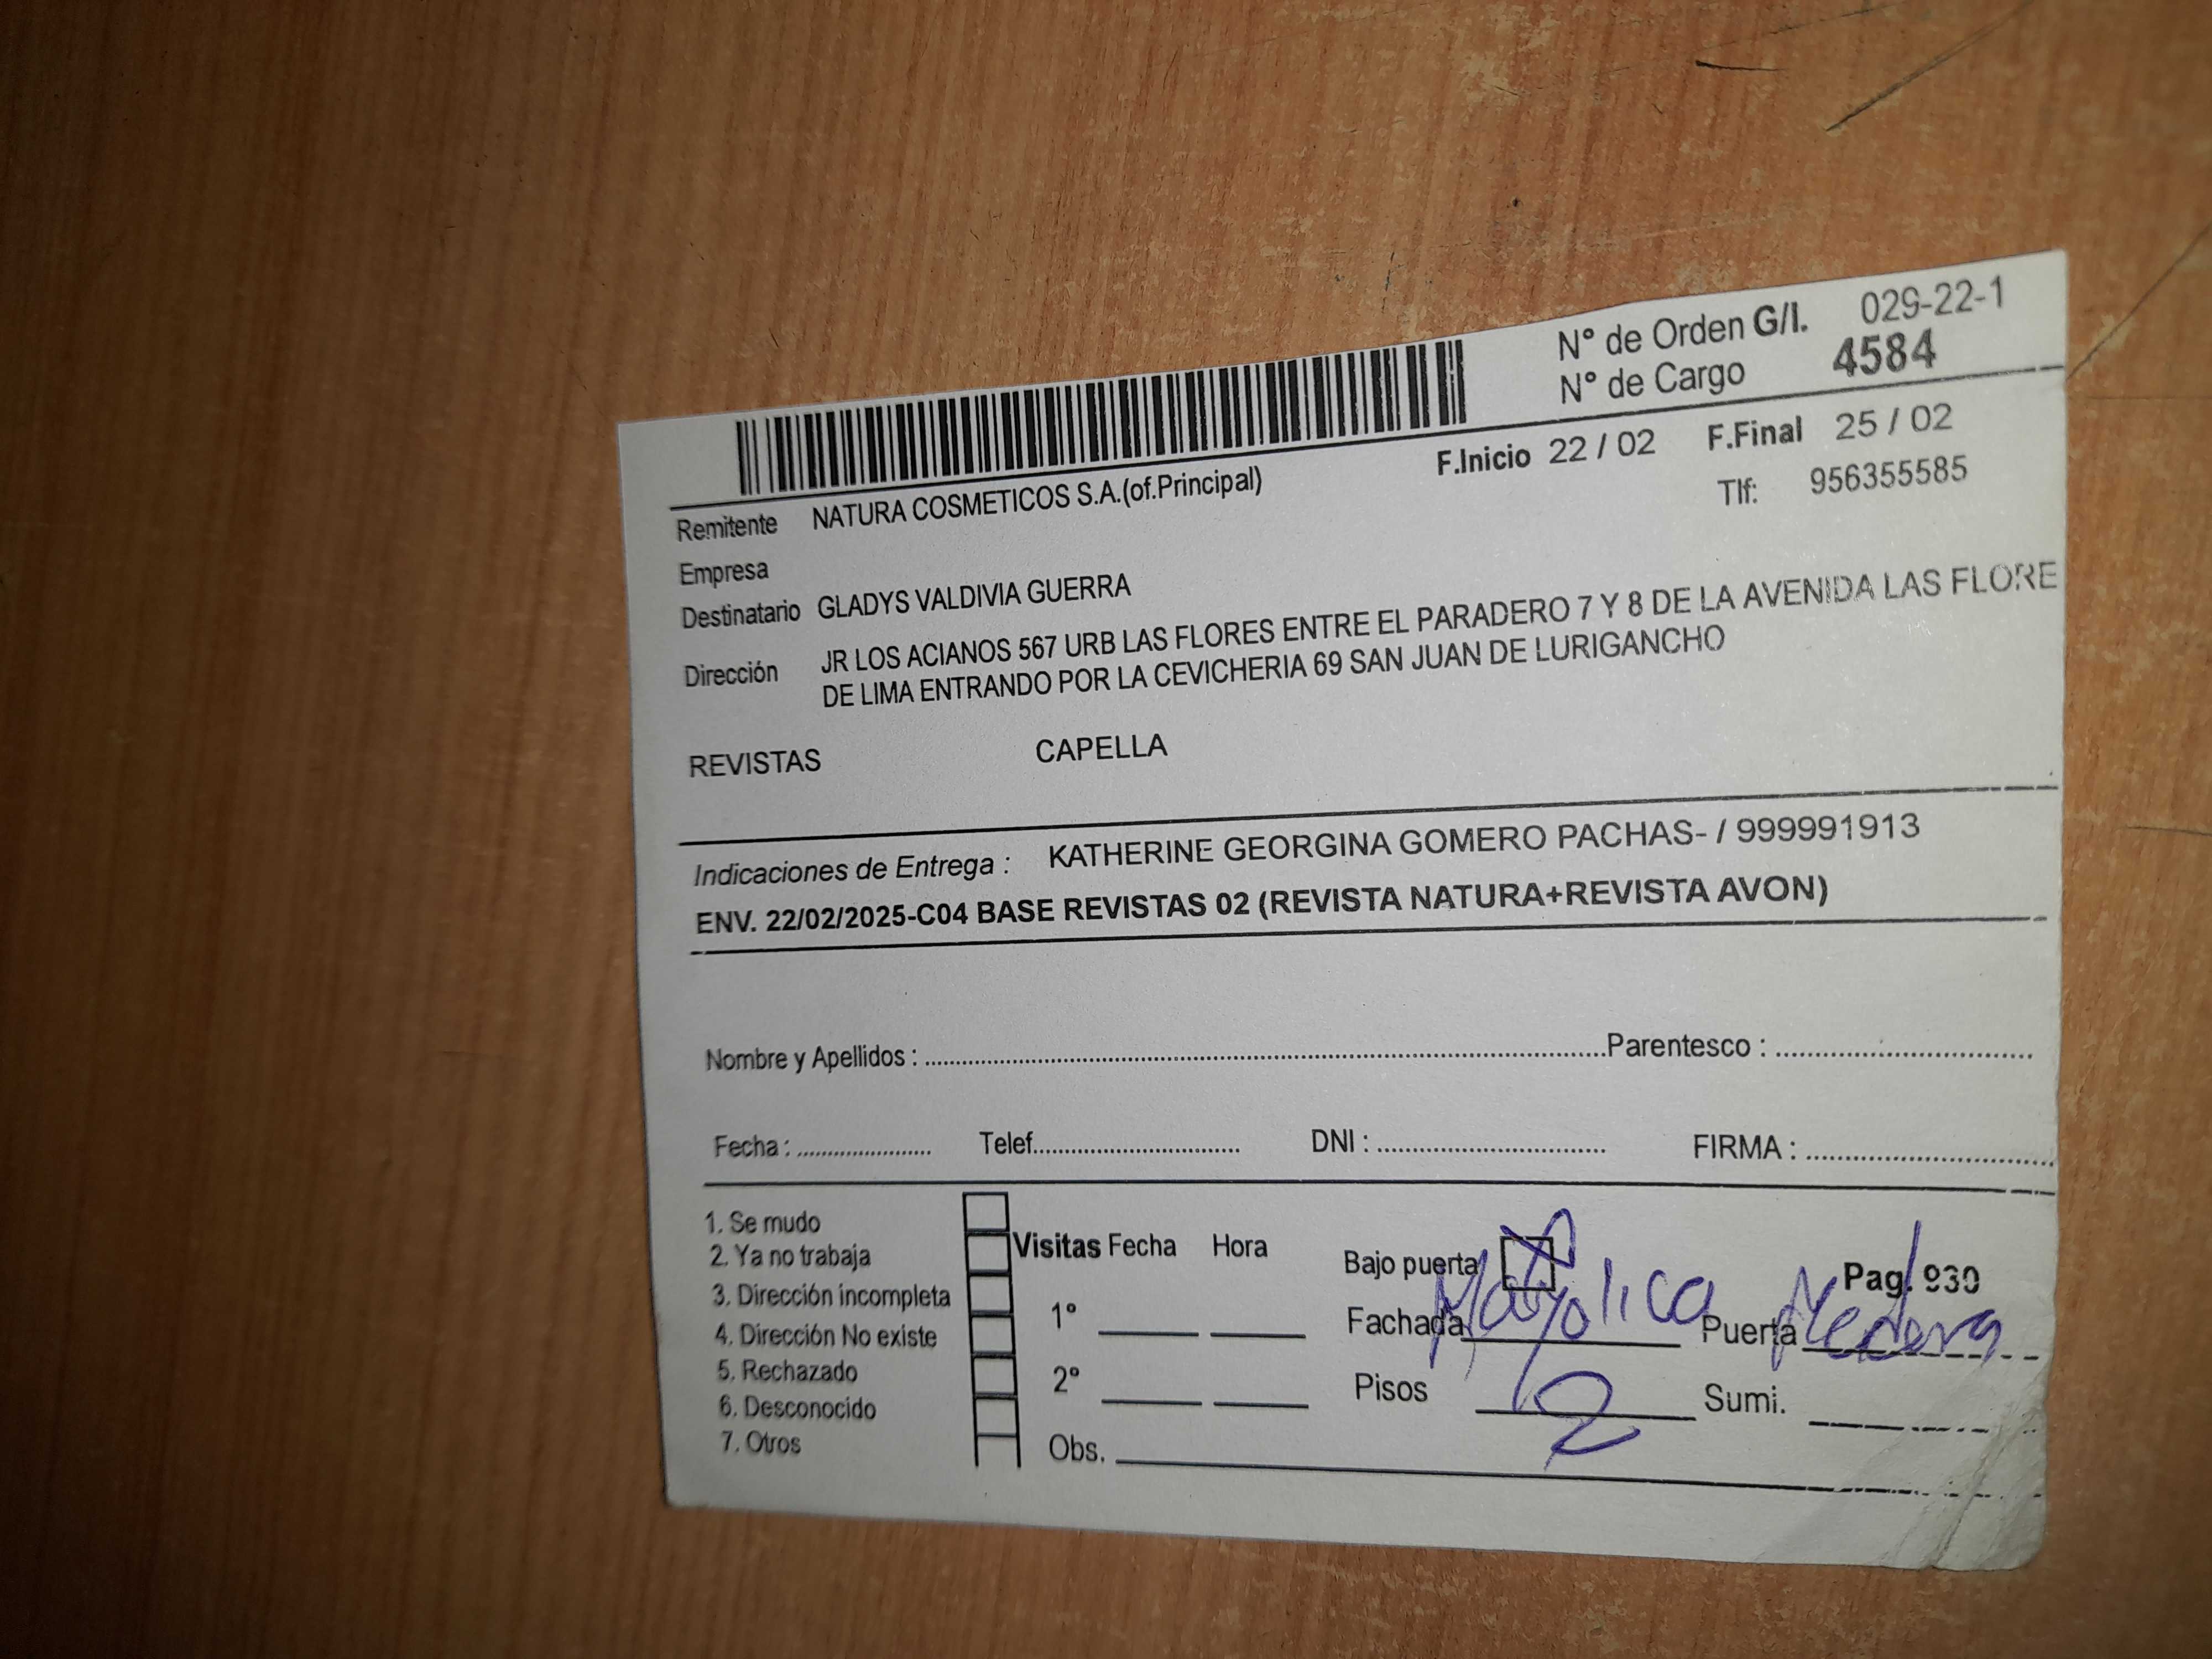 N° de Orden G/I. 029-22-1
N° de Cargo 4584
F.Inicio 22 / 02 F.Final 25 / 02
Remitente NATURA COSMETICOS S.A.(of.Principal) Tlf: 956355585
Empresa
Destinatario GLADYS VALDIVIA GUERRA
Dirección JR LOS ACIANOS 567 URB LAS FLORES ENTRE EL PARADERO 7 Y 8 DE LA AVENIDA LAS FLORE
DE LIMA ENTRANDO POR LA CEVICHERIA 69 SAN JUAN DE LURIGANCHO
REVISTAS CAPELLA
Indicaciones de Entrega : KATHERINE GEORGINA GOMERO PACHAS- / 999991913
ENV. 22/02/2025-C04 BASE REVISTAS 02 (REVISTA NATURA+REVISTA AVON)
Nombre y Apellidos : Parentesco :
Fecha : Telef. DNI : FIRMA :
1. Se mudo
2. Ya no trabaja
3. Dirección incompleta
4. Dirección No existe
5. Rechazado
6. Desconocido
7. Otros
Visitas Fecha Hora
1°
2°
Obs.
Bajo puerta Pag. 930
Fachada Mayolica Puerta Madera
Pisos 2 Sumi.